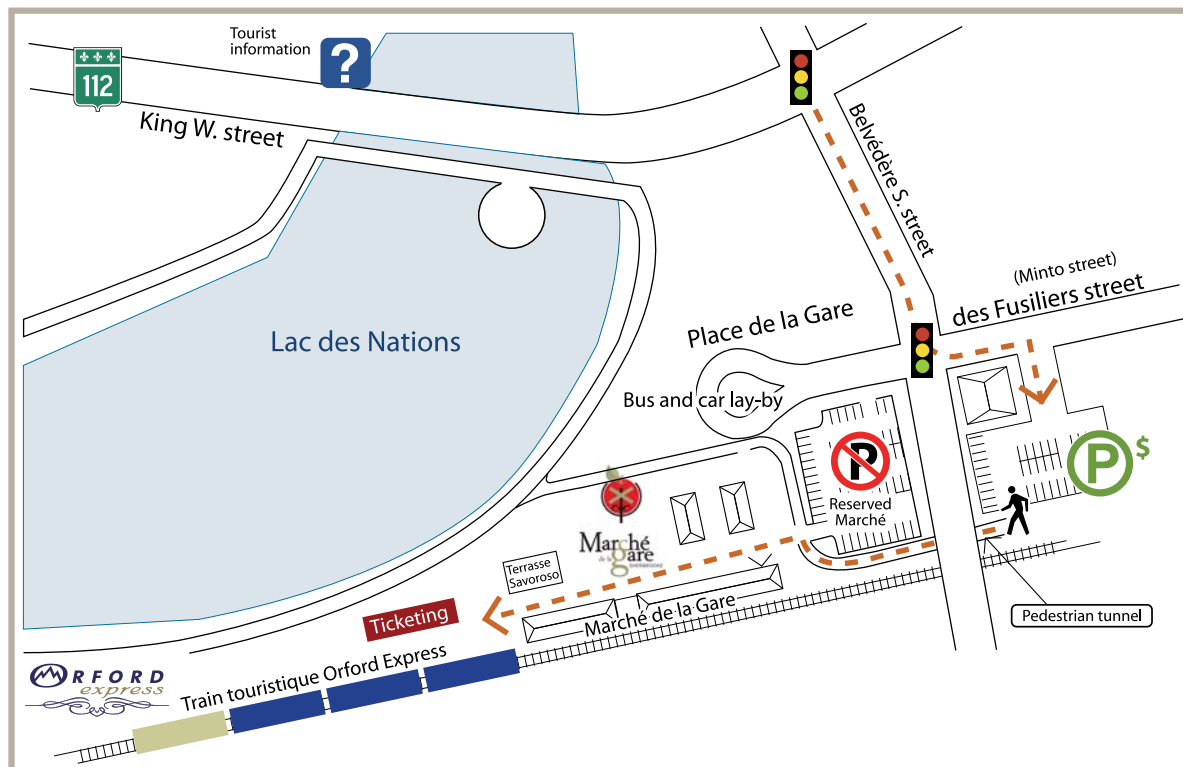 Tourist
information
?
112
King W. street
Belvédère S. street
(Minto street)
des Fusiliers street
Place de la Gare
Lac des Nations
Bus and car lay-by
P
P
$
Reserved
Marché
Marché
de la gare
SHERBROOKE
Terrasse
Savoroso
Ticketing
Marché de la Gare
Pedestrian tunnel
Train touristique Orford Express
ORFORD
express